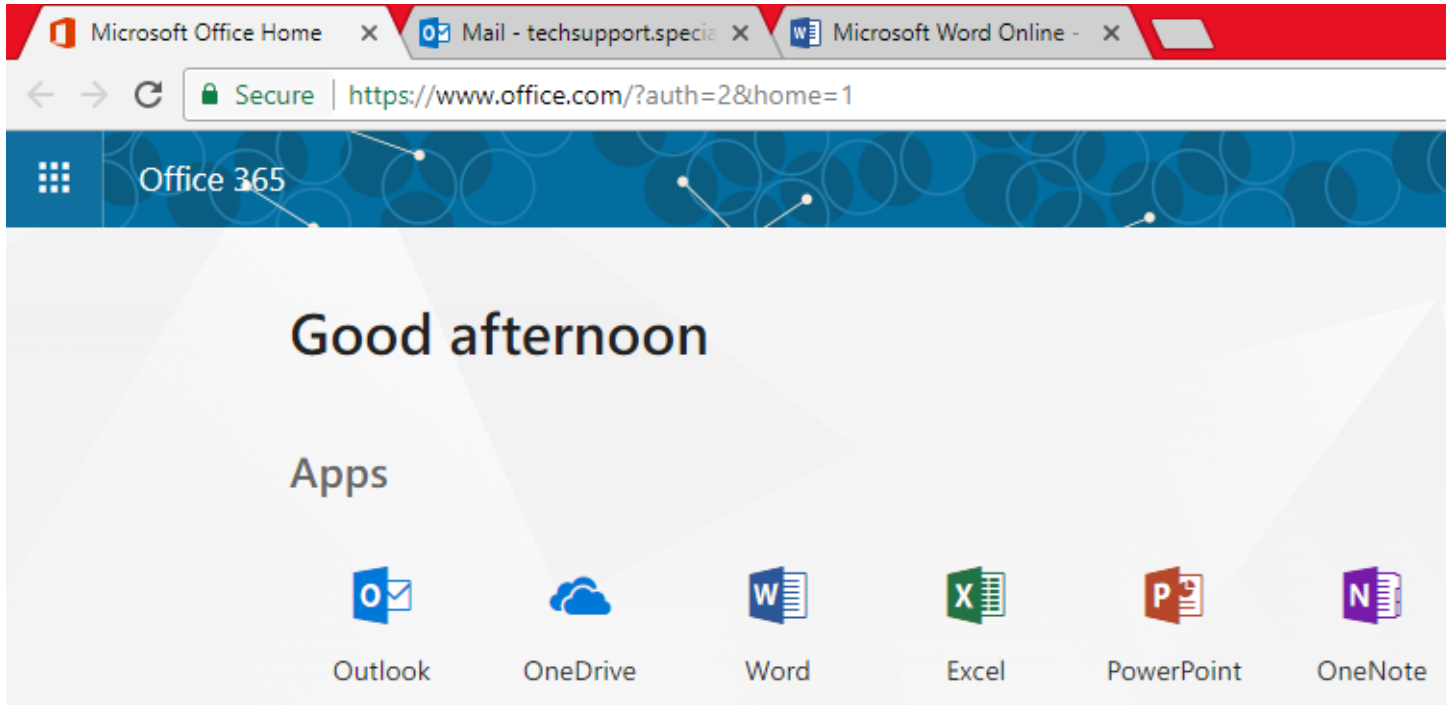 Microsoft Office Home Mail - techsupport.specia Microsoft Word Online -
Secure https://www.office.com/?auth=2&home=1
Office 365
Good afternoon
Apps
Outlook OneDrive Word Excel PowerPoint OneNote